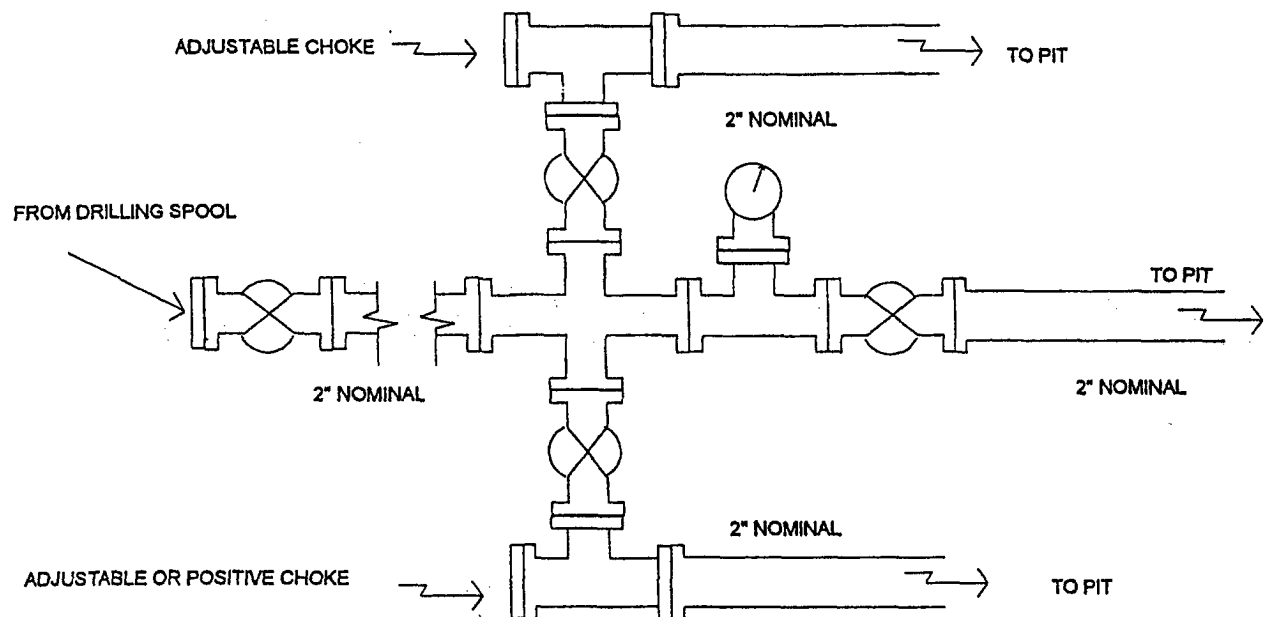 ADJUSTABLE CHOKE
TO PIT
2" NOMINAL
FROM DRILLING SPOOL
TO PIT
2" NOMINAL
2" NOMINAL
2" NOMINAL
ADJUSTABLE OR POSITIVE CHOKE
TO PIT